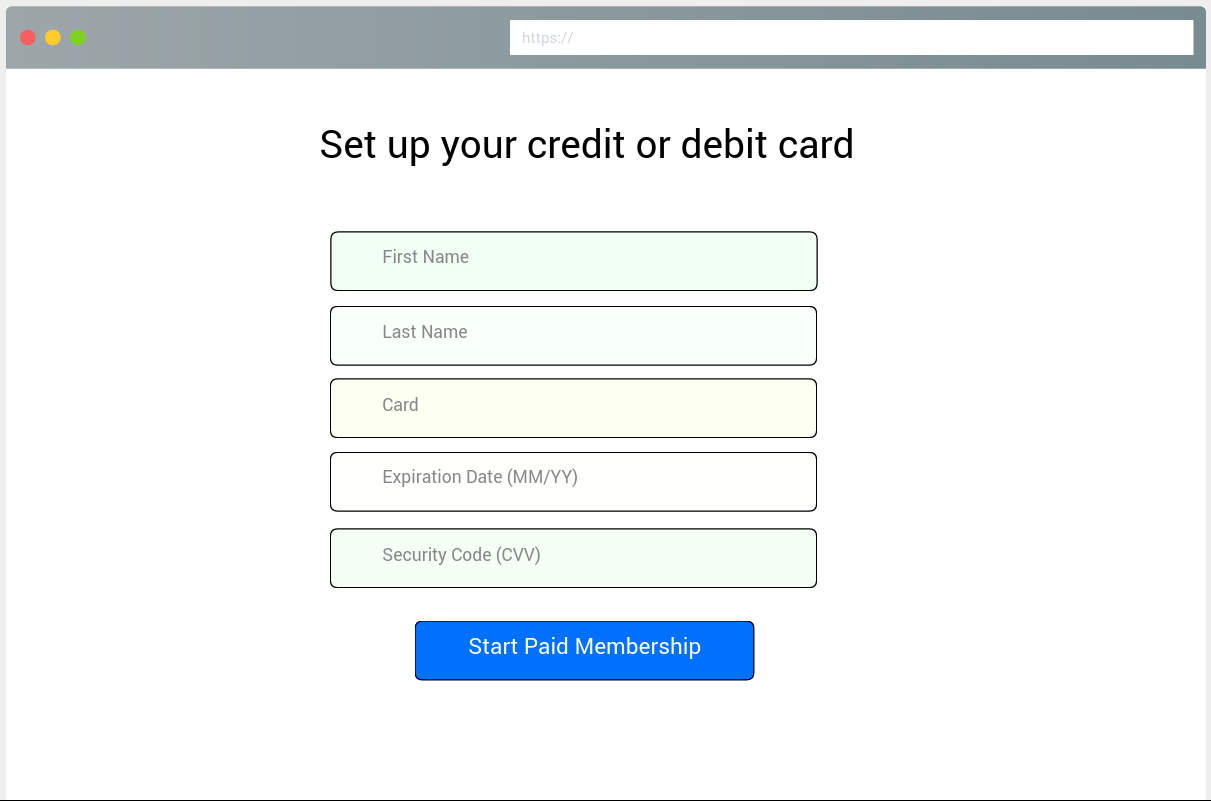 https://
Set up your credit or debit card
First Name
Last Name
Card
Expiration Date (MM/YY)
Security Code (CVV)
Start Paid Membership